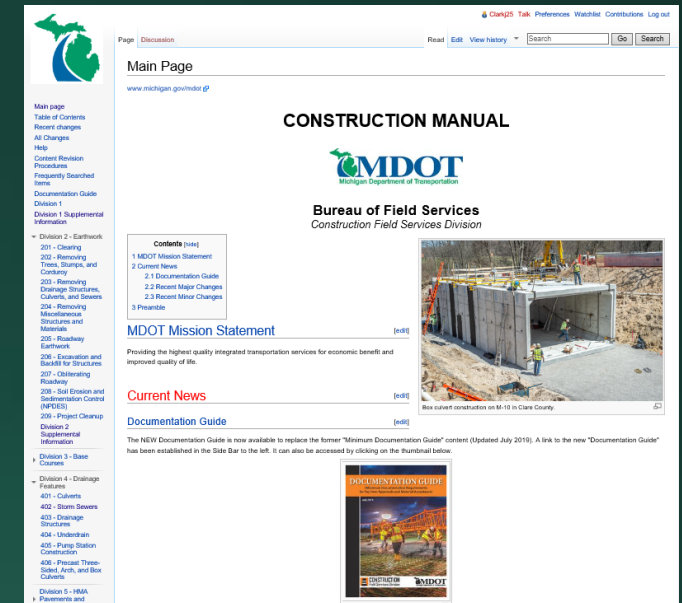 Clarkj25 Talk Preferences Watchlist Contributions Log out
Page Discussion
Read Edit View history Search Go Search
Main Page
www.michigan.gov/mdot
CONSTRUCTION MANUAL
MDOT
Michigan Department of Transportation
Bureau of Field Services
Construction Field Services Division
Main page
Table of Contents
Recent changes
All Changes
Help
Content Revision
Procedures
Frequently Searched
Items
Documentation Guide
Division 1
Division 1 Supplemental
Information
Division 2 - Earthwork
201 - Clearing
202 - Removing
Trees, Stumps, and
Corduroy
203 - Removing
Drainage Structures,
Culverts, and Sewers
204 - Removing
Miscellaneous
Structures and
Materials
205 - Roadway
Earthwork
206 - Excavation and
Backfill for Structures
207 - Obliterating
Roadway
208 - Soil Erosion and
Sedimentation Control
(NPDES)
209 - Project Cleanup
Division 2
Supplemental
Information
Division 3 - Base
Courses
Division 4 - Drainage
Features
401 - Culverts
402 - Storm Sewers
403 - Drainage
Structures
404 - Underdrain
405 - Pump Station
Construction
406 - Precast Three-
Sided, Arch, and Box
Culverts
Division 5 - HMA
Pavements and
Contents [hide]
1 MDOT Mission Statement
2 Current News
2.1 Documentation Guide
2.2 Recent Major Changes
2.3 Recent Minor Changes
3 Preamble
MDOT Mission Statement [edit]
Providing the highest quality integrated transportation services for economic benefit and
improved quality of life.
Box culvert construction on M-10 in Clare County.
Current News [edit]
Documentation Guide [edit]
The NEW Documentation Guide is now available to replace the former "Minimum Documentation Guide" content (Updated July 2019). A link to the new "Documentation Guide"
has been established in the Side Bar to the left. It can also be accessed by clicking on the thumbnail below.
DOCUMENTATION GUIDE
CONSTRUCTION
Field Services Division
MDOT